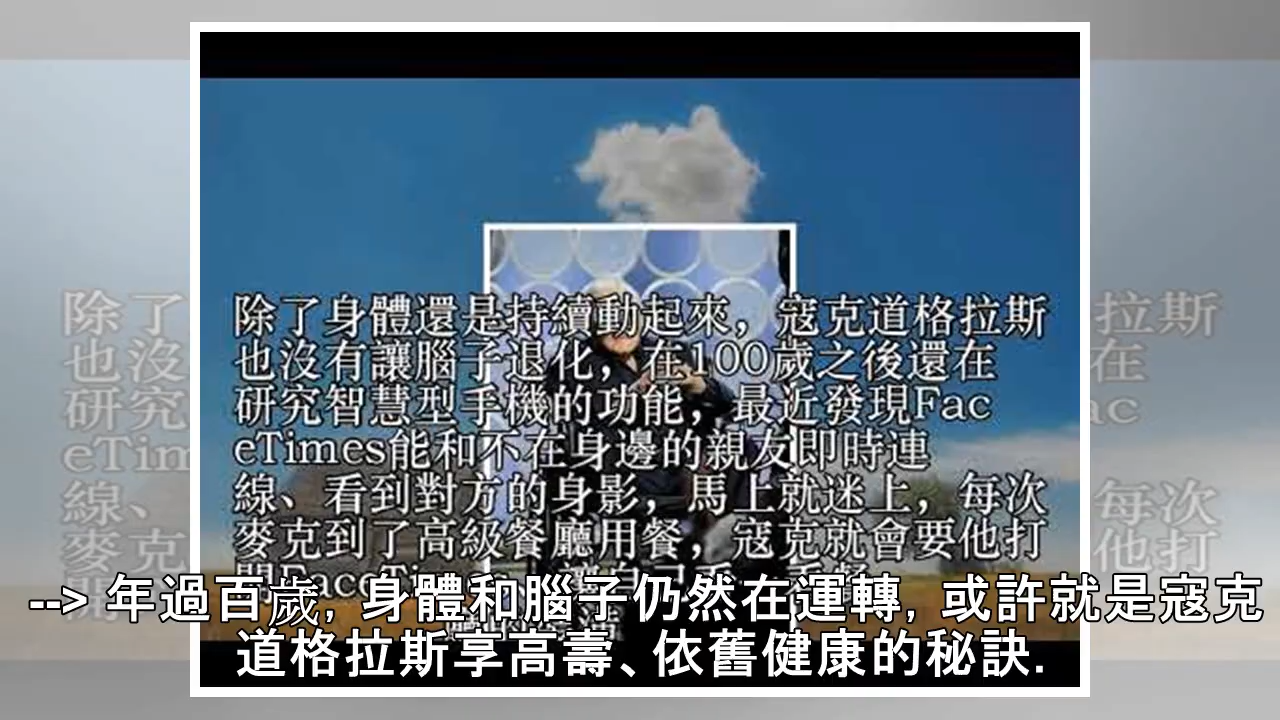 除了身體還是持續動起來，寇克道格拉斯
也沒有讓腦子退化，在100歲之後還在
研究智慧型手機的功能，最近發現Fac
eTimes能和不在身邊的親友即時連
線、看到對方的身影，馬上就迷上，每次
麥克到了高級餐廳用餐，寇克就會要他打
--> 年過百歲, 身體和腦子仍然在運轉, 或許就是寇克
道格拉斯享高壽、依舊健康的秘訣.